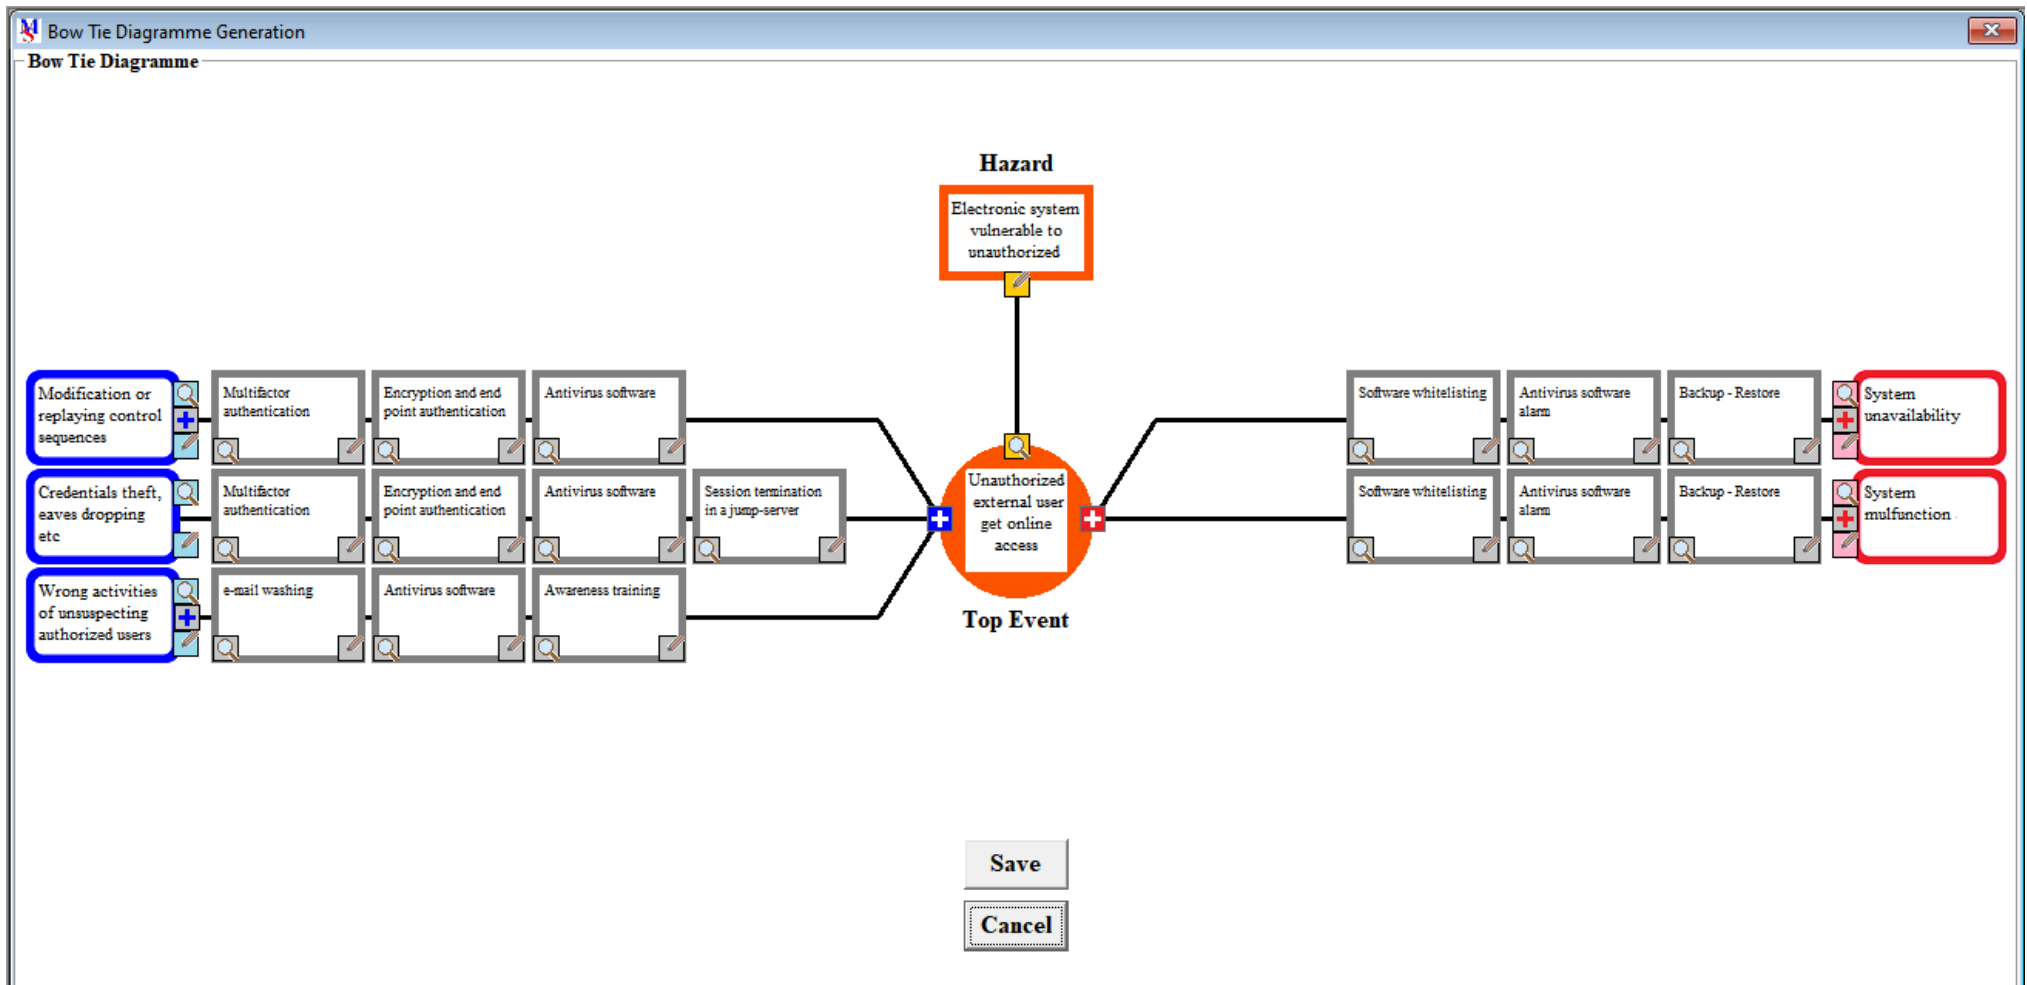 Bow Tie Diagramme Generation
Bow Tie Diagramme
Hazard
Electronic system
vulnerable to
unauthorized
Modification or
replaying control
sequences
Multifactor
authentication
Encryption and end
point authentication
Antivirus software
Software whitelisting
Antivirus software
alarm
Backup - Restore
System
unavailability
Credentials theft,
eaves dropping
etc
Multifactor
authentication
Encryption and end
point authentication
Antivirus software
Session termination
in a jump-server
Unauthorized
external user
get online
access
Software whitelisting
Antivirus software
alarm
Backup - Restore
System
mulfunction
Wrong activities
of unsuspecting
authorized users
e-mail washing
Antivirus software
Awareness training
Top Event
Save
Cancel